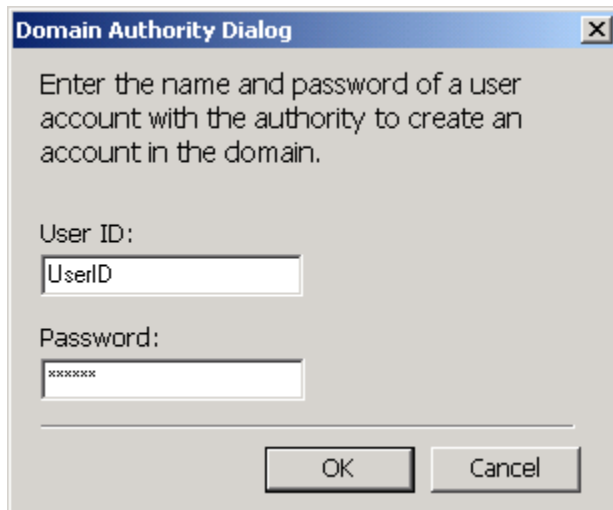 Domain Authority Dialog
Enter the name and password of a user
account with the authority to create an
account in the domain.
User ID:
UserID
Password:
******
OK Cancel